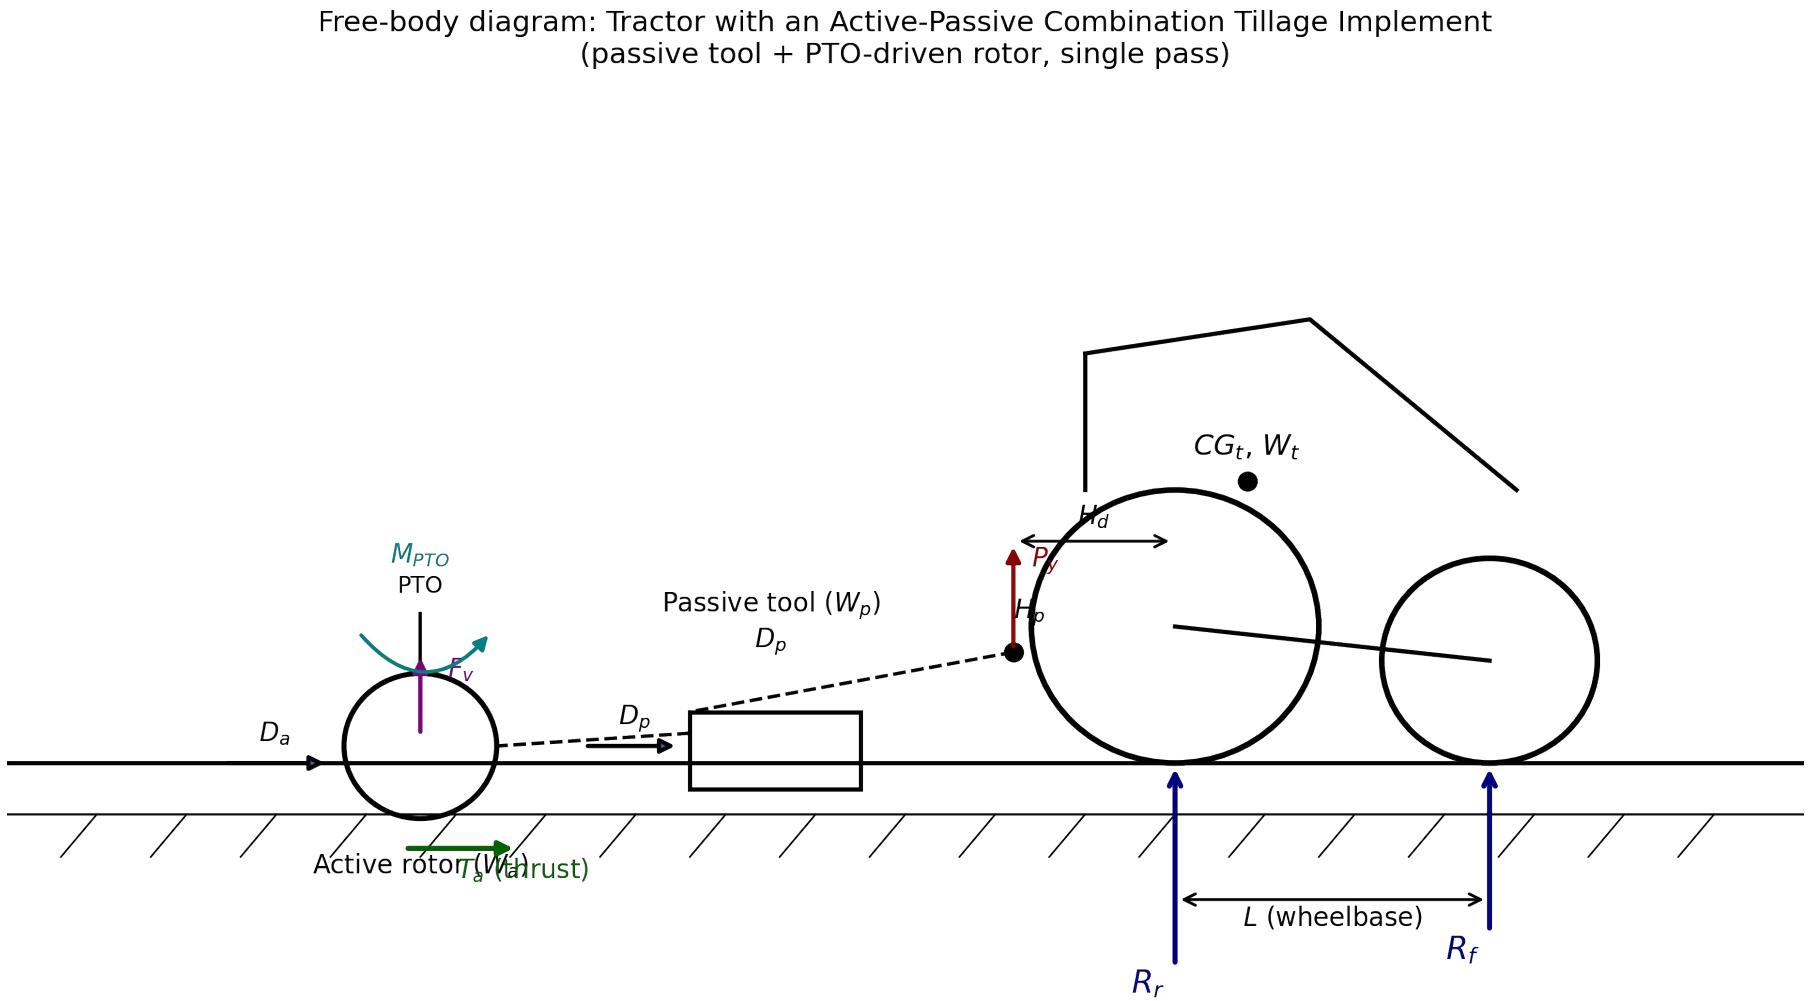 Free-body diagram: Tractor with an Active-Passive Combination Tillage Implement
(passive tool + PTO-driven rotor, single pass)
CG_t, W_t
H_d
M_PTO
P_y
PTO
Passive tool (W_p)
H_p
D_p
F_v
D_p
D_a
Active rotor (W_a)
T_a (thrust)
L (wheelbase)
R_f
R_r